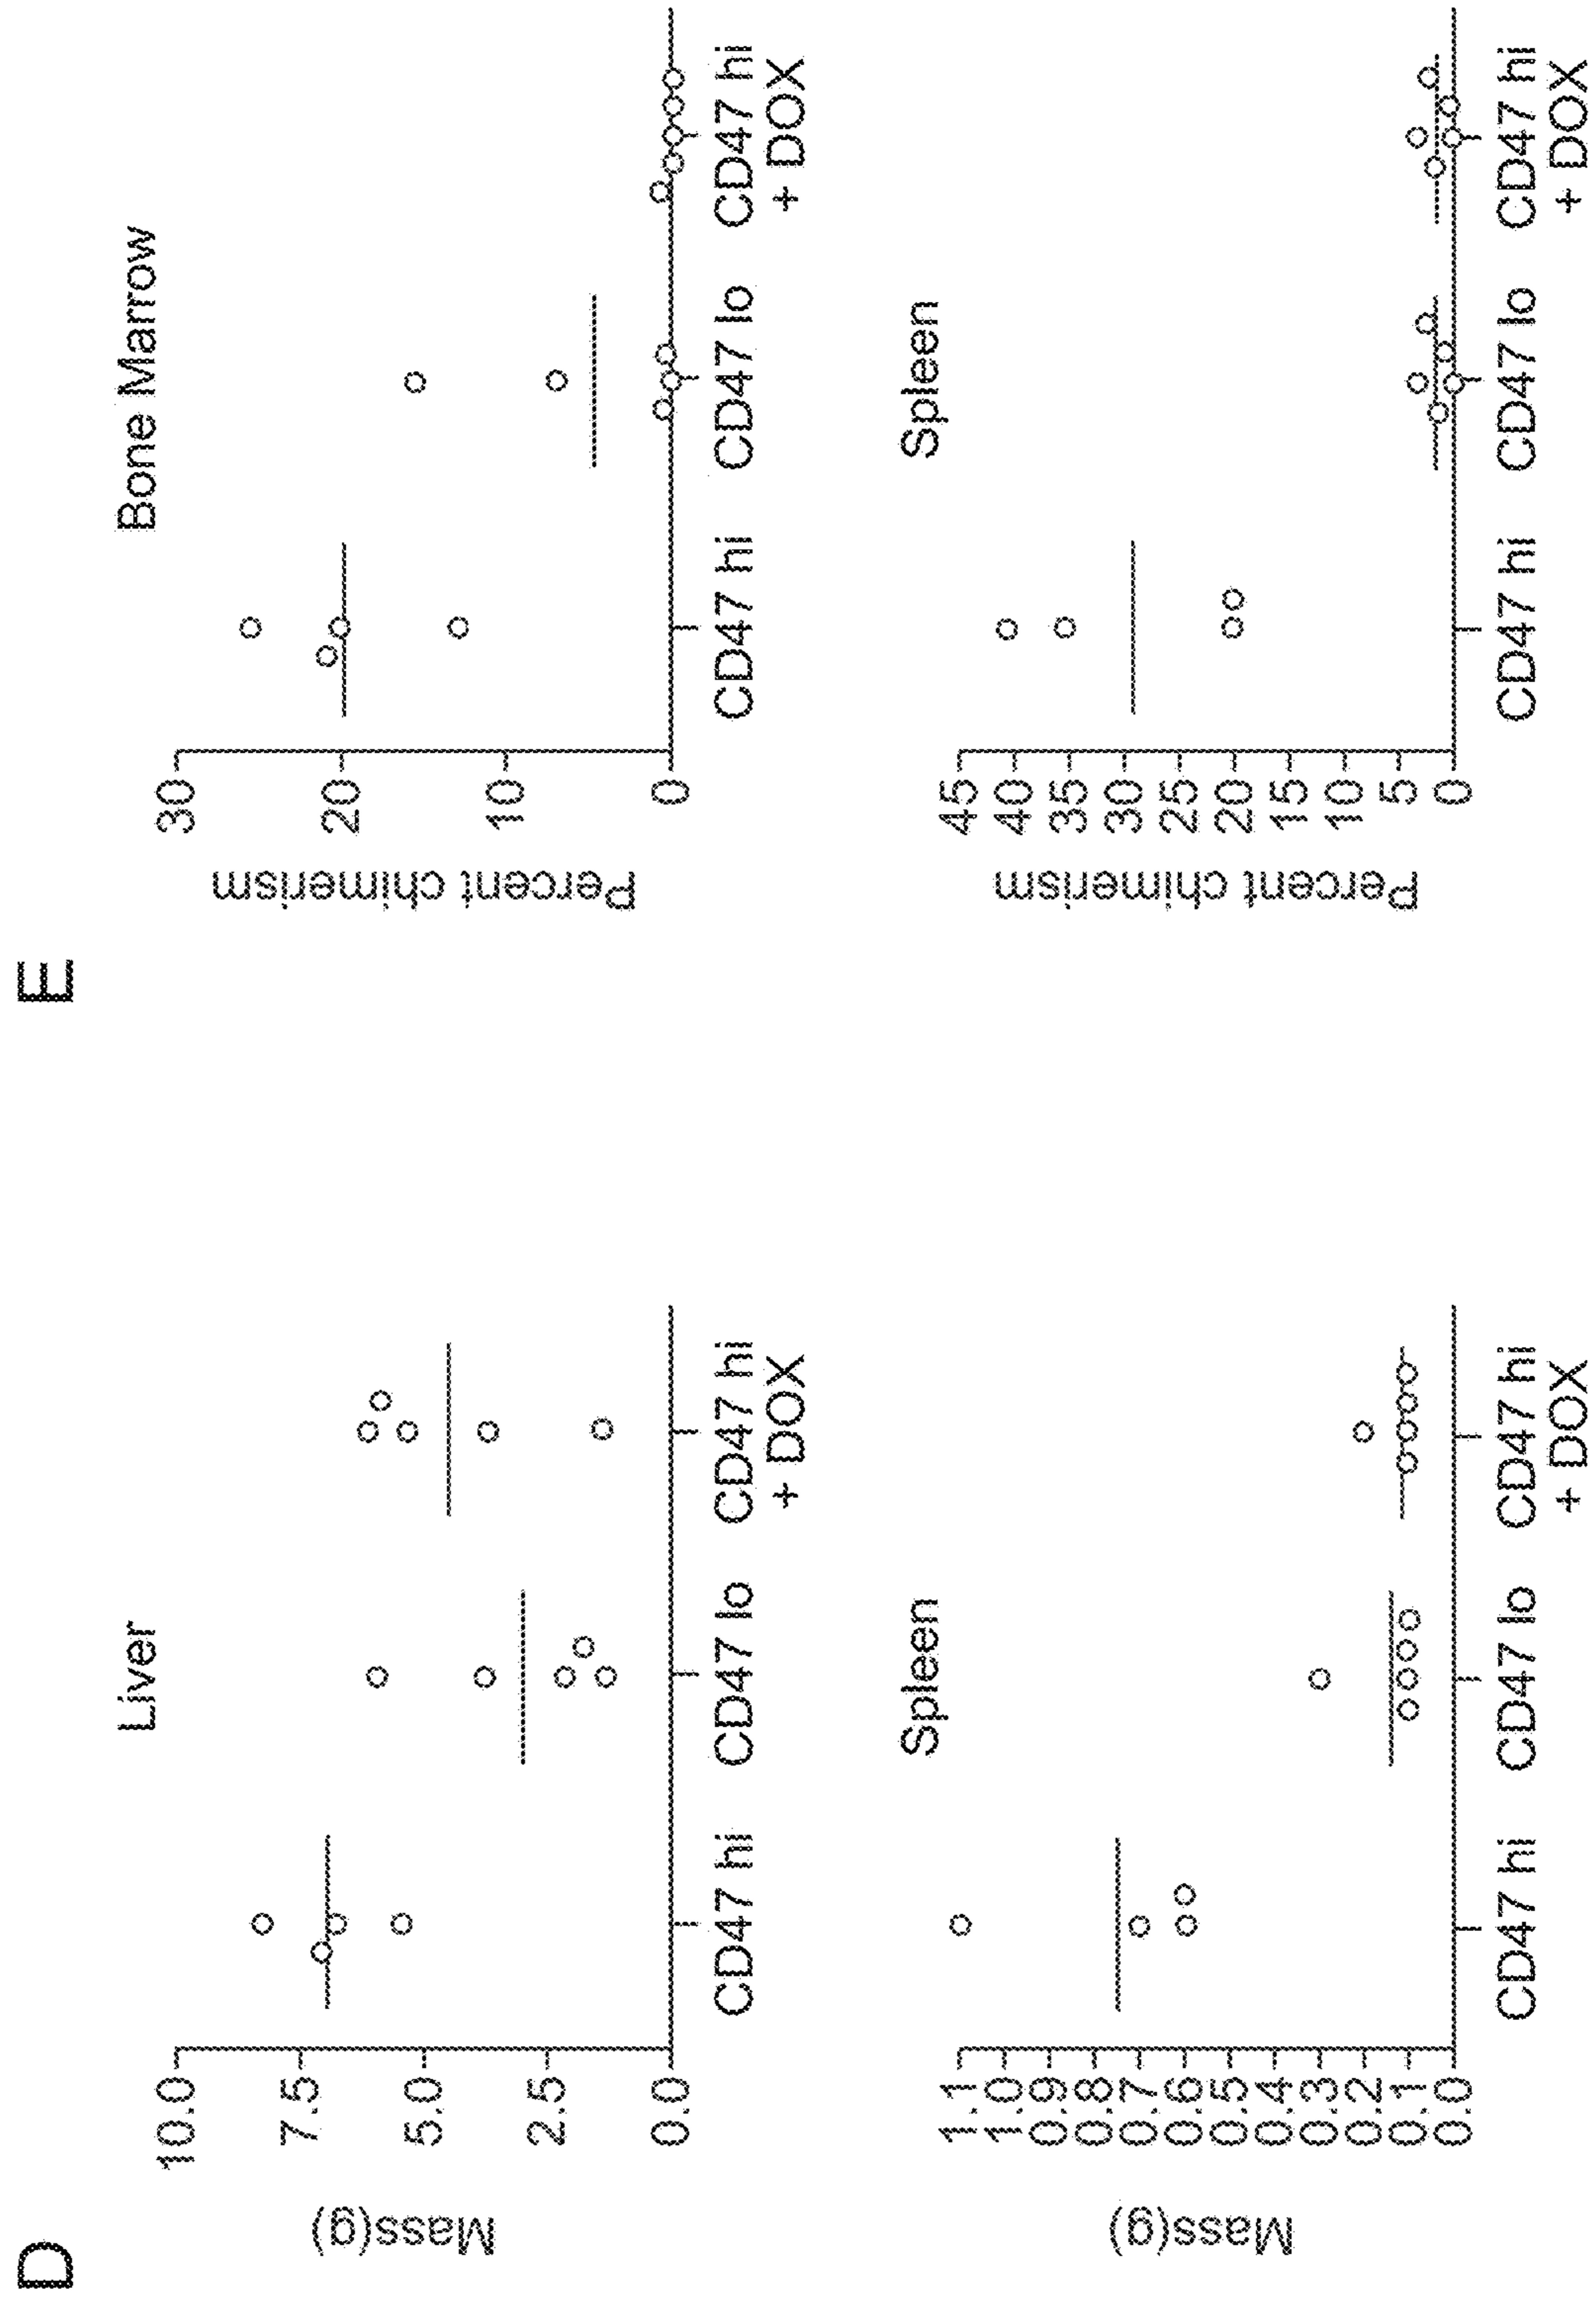 D
Liver
Mass(g)
10.0
7.5
5.0
2.5
0.0
CD47 hi
CD47 lo
CD47 hi
+ DOX
Spleen
Mass(g)
1.1
1.0
0.9
0.8
0.7
0.6
0.5
0.4
0.3
0.2
0.1
0.0
CD47 hi
CD47 lo
CD47 hi
+ DOX
E
Bone Marrow
Percent chimerism
30
20
10
0
CD47 hi
CD47 lo
CD47 hi
+ DOX
Spleen
Percent chimerism
45
40
35
30
25
20
15
10
5
0
CD47 hi
CD47 lo
CD47 hi
+ DOX